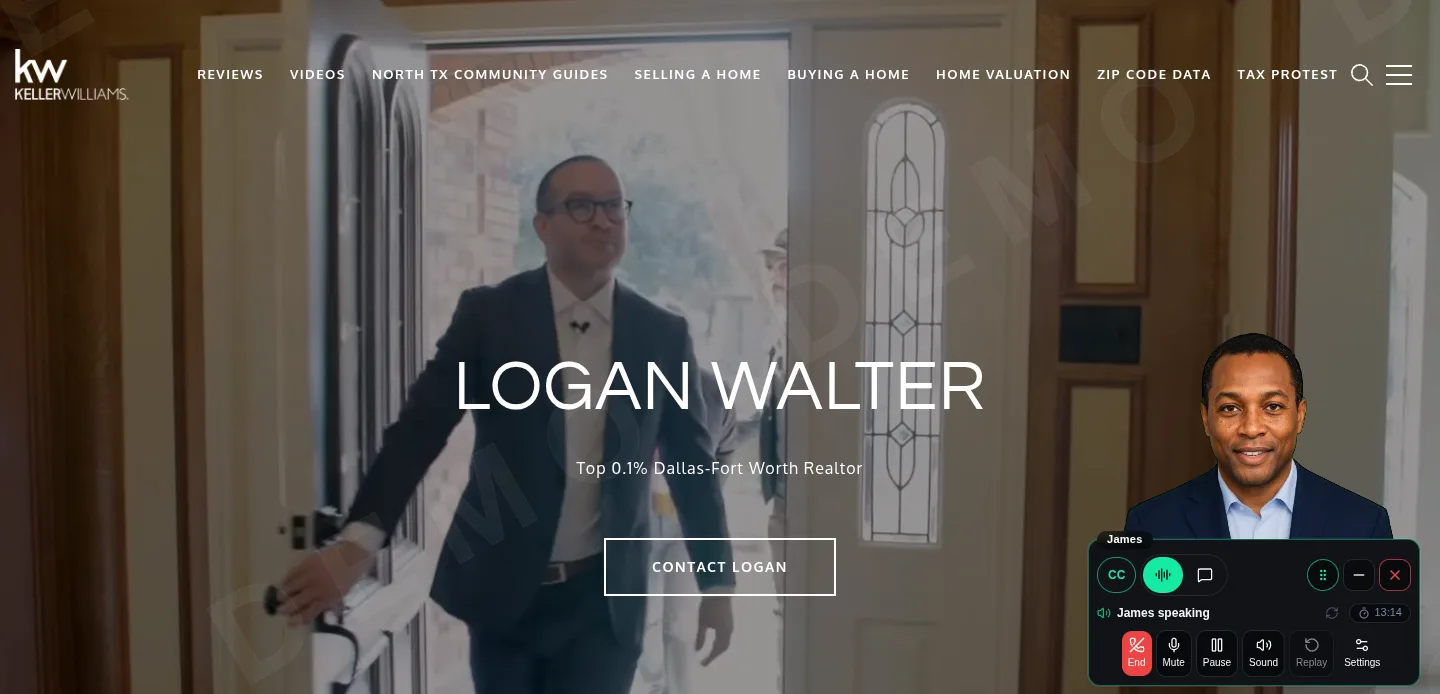 kw
KELLERWILLIAMS.
REVIEWS VIDEOS NORTH TX COMMUNITY GUIDES SELLING A HOME BUYING A HOME HOME VALUATION ZIP CODE DATA TAX PROTEST
LOGAN WALTER
Top 0.1% Dallas-Fort Worth Realtor
CONTACT LOGAN
DEMO
DEMO
James
CC
James speaking
13:14
End Mute Pause Sound Replay Settings